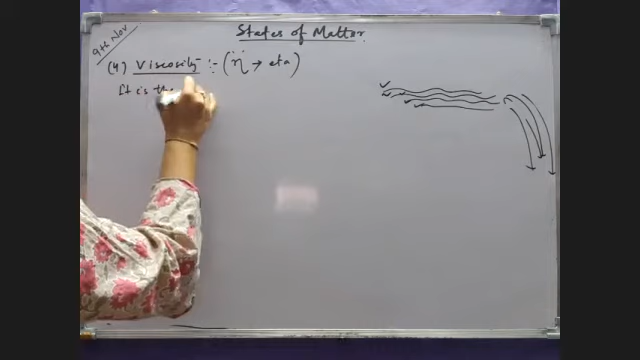 States of Matter
9th Nov
(4) Viscosity :- (η → eta)
It is the